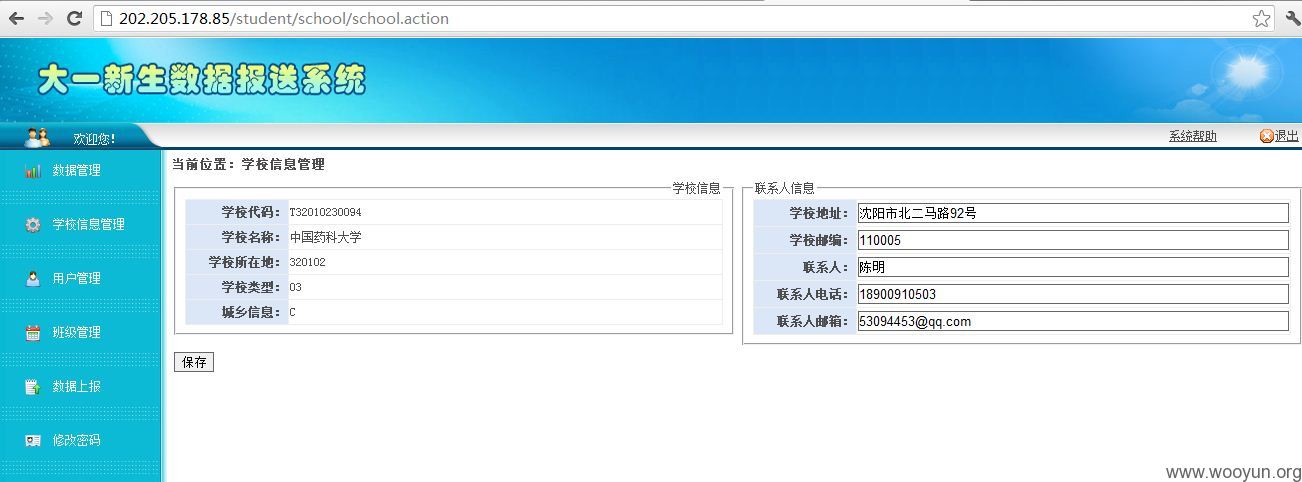 202.205.178.85/student/school/school.action
大一新生数据报送系统
欢迎您!
系统帮助
退出
数据管理
学校信息管理
用户管理
班级管理
数据上报
修改密码
当前位置：学校信息管理
学校信息
学校代码： T32010230094
学校名称： 中国药科大学
学校所在地： 320102
学校类型： 03
城乡信息： C
联系人信息
学校地址： 沈阳市北二马路92号
学校邮编： 110005
联系人： 陈明
联系人电话： 18900910503
联系人邮箱： 53094453@qq.com
保存
www.wooyun.org